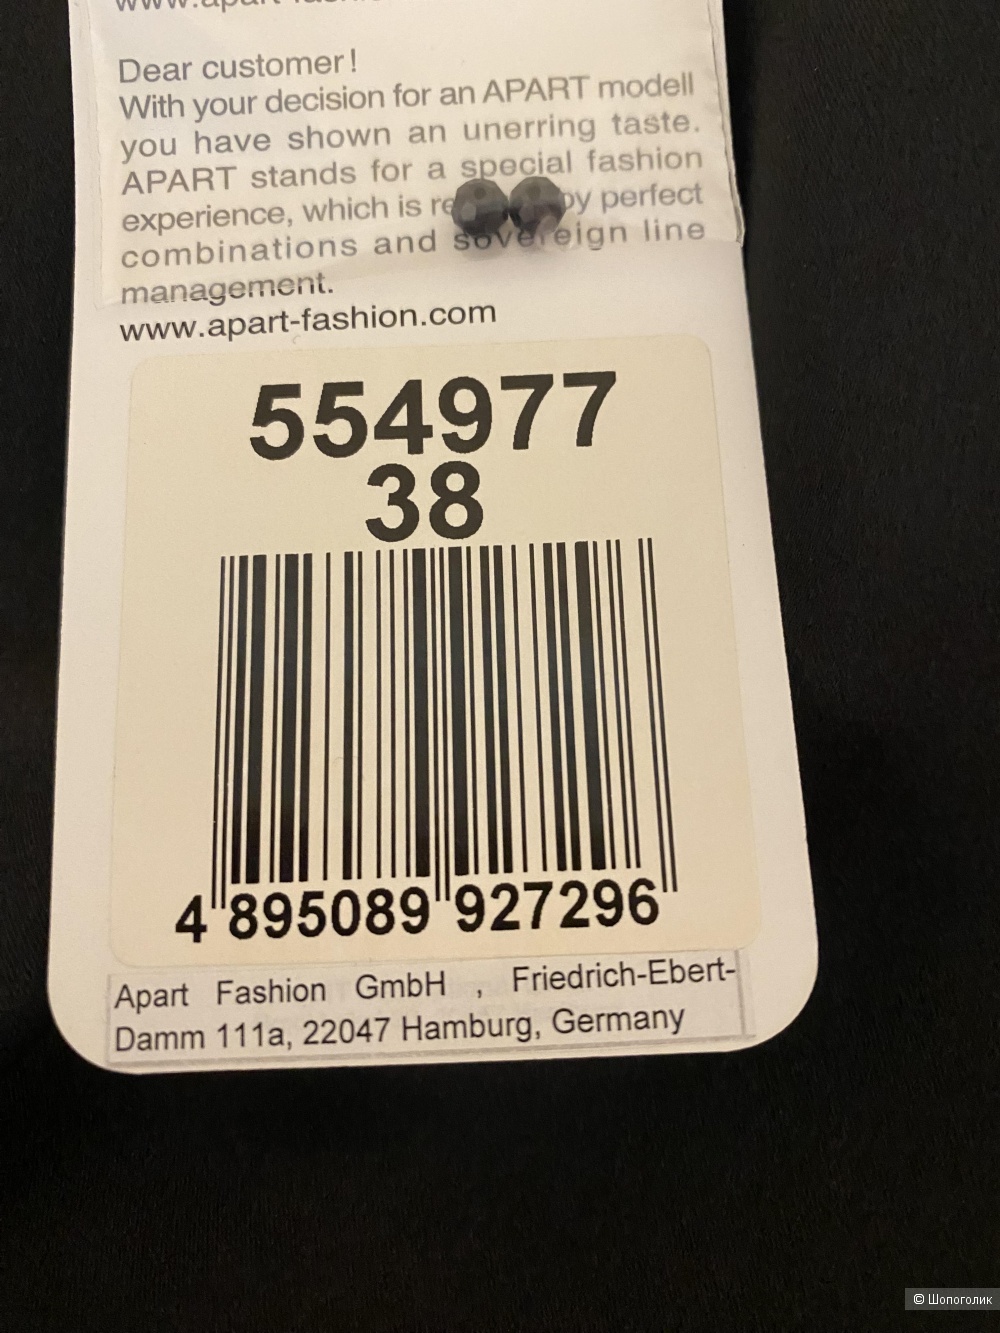 Dear customer!
With your decision for an APART modell
you have shown an unerring taste.
APART stands for a special fashion
experience, which is by perfect
combinations and sovereign line
management.
www.apart-fashion.com
554977
38
4 895089 927296
Apart Fashion GmbH , Friedrich-Ebert-
Damm 111a, 22047 Hamburg, Germany
© Шопоголик